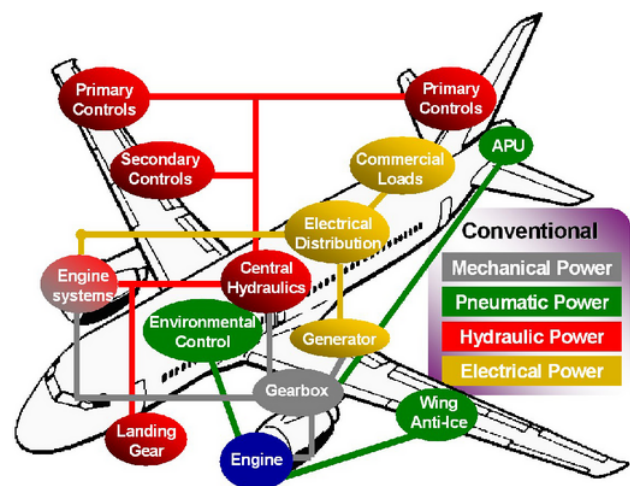 Primary
Controls
Primary
Controls
Secondary
Controls
Commercial
Loads
APU
Electrical
Distribution
Conventional
Mechanical Power
Pneumatic Power
Hydraulic Power
Electrical Power
Engine
systems
Central
Hydraulics
Environmental
Control
Generator
Gearbox
Wing
Anti-Ice
Landing
Gear
Engine